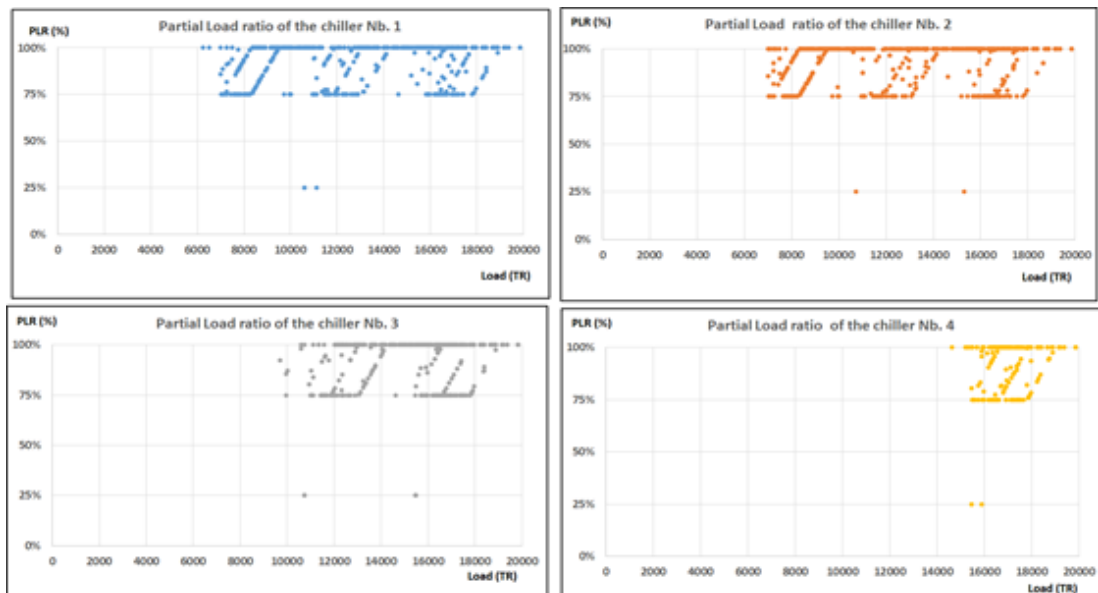 Partial Load ratio of the chiller Nb. 1
PLR (%)
100%
75%
50%
25%
0%
0 2000 4000 6000 8000 10000 12000 14000 16000 18000 20000
Load (TR)
Partial Load ratio of the chiller Nb. 2
PLR (%)
100%
75%
50%
25%
0%
0 2000 4000 6000 8000 10000 12000 14000 16000 18000 20000
Load (TR)
Partial Load ratio of the chiller Nb. 3
PLR (%)
100%
75%
50%
25%
0%
0 2000 4000 6000 8000 10000 12000 14000 16000 18000 20000
Load (TR)
Partial Load ratio of the chiller Nb. 4
PLR (%)
100%
75%
50%
25%
0%
0 2000 4000 6000 8000 10000 12000 14000 16000 18000 20000
Load (TR)